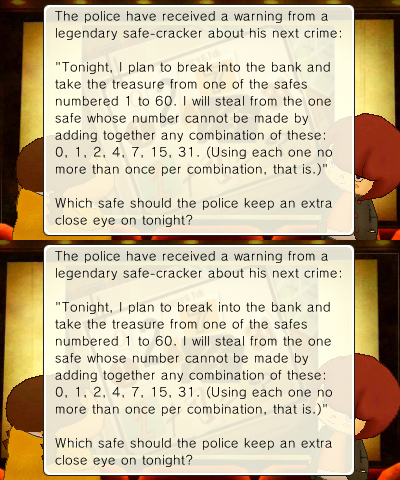 The police have received a warning from a
legendary safe-cracker about his next crime:
"Tonight, I plan to break into the bank and
take the treasure from one of the safes
numbered 1 to 60. I will steal from the one
safe whose number cannot be made by
adding together any combination of these:
0, 1, 2, 4, 7, 15, 31. (Using each one no
more than once per combination, that is.)"
Which safe should the police keep an extra
close eye on tonight?
The police have received a warning from a
legendary safe-cracker about his next crime:
"Tonight, I plan to break into the bank and
take the treasure from one of the safes
numbered 1 to 60. I will steal from the one
safe whose number cannot be made by
adding together any combination of these:
0, 1, 2, 4, 7, 15, 31. (Using each one no
more than once per combination, that is.)"
Which safe should the police keep an extra
close eye on tonight?